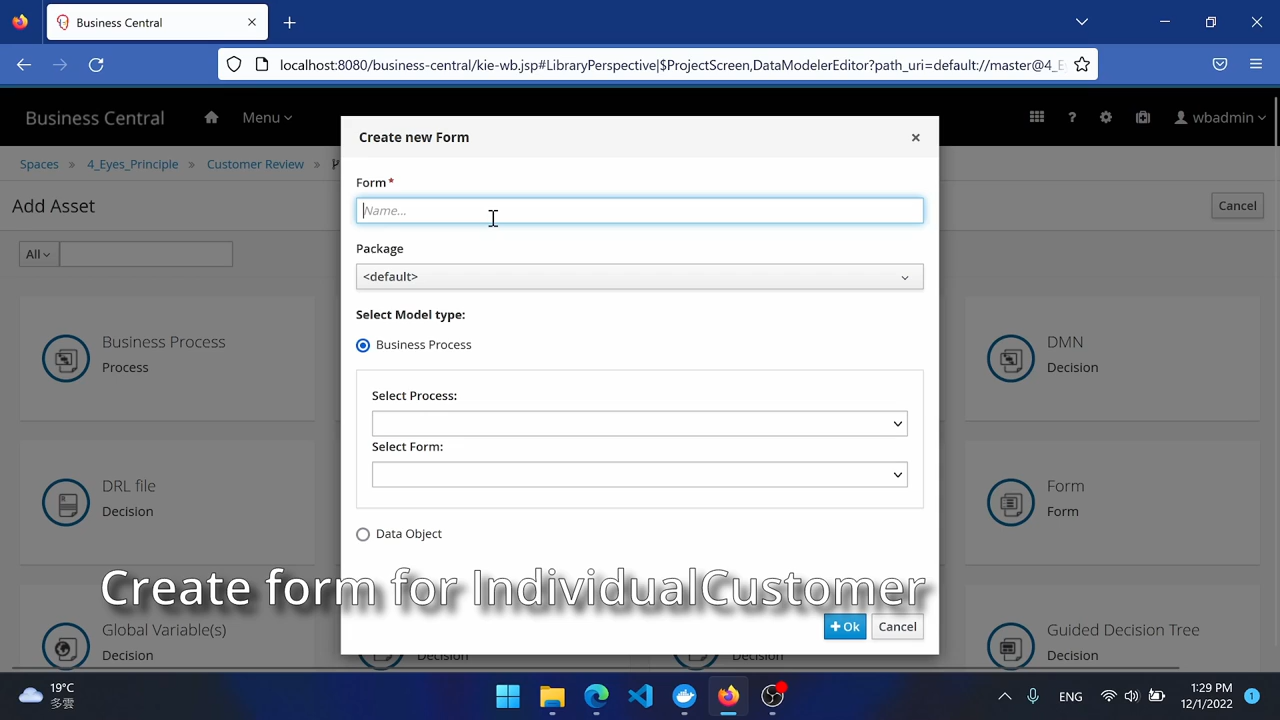 Business Central
localhost:8080/business-central/kie-wb.jsp#LibraryPerspective|$ProjectScreen,DataModelerEditor?path_uri=default://master@4_E
Business Central
Menu
wbadmin
Create new Form
Spaces » 4_Eyes_Principle » Customer Review »
Add Asset
Cancel
Form *
Name...
All
Package
<default>
Select Model type:
Business Process
Business Process
Process
DMN
Decision
Select Process:
Select Form:
DRL file
Decision
Form
Form
Data Object
Create form for IndividualCustomer
Global Variable(s)
Decision
Decision
Decision
Guided Decision Tree
Decision
Ok
Cancel
19°C
多雲
ENG
1:29 PM
12/1/2022
1